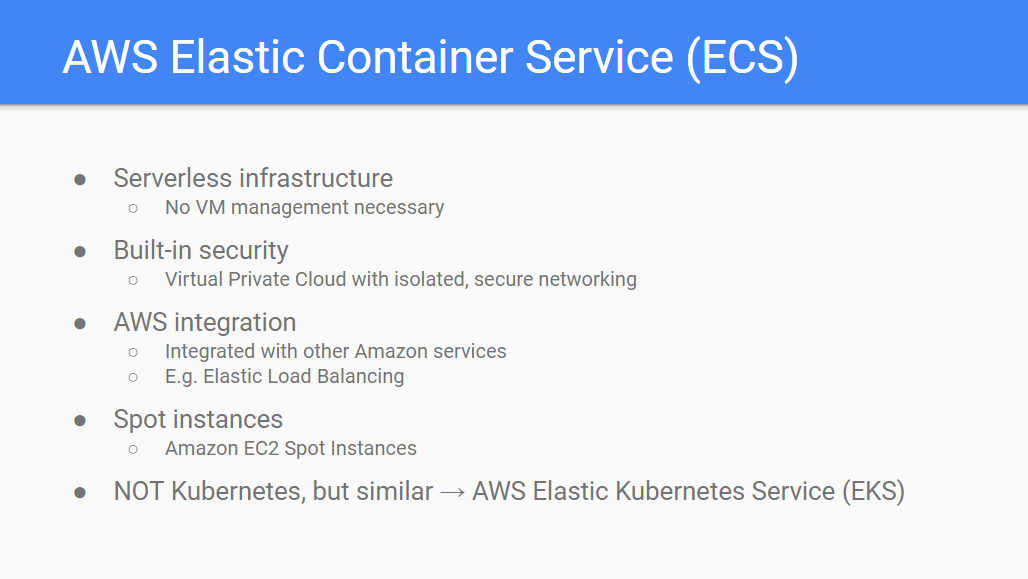 AWS Elastic Container Service (ECS)
● Serverless infrastructure
○ No VM management necessary
● Built-in security
○ Virtual Private Cloud with isolated, secure networking
● AWS integration
○ Integrated with other Amazon services
○ E.g. Elastic Load Balancing
● Spot instances
○ Amazon EC2 Spot Instances
● NOT Kubernetes, but similar → AWS Elastic Kubernetes Service (EKS)